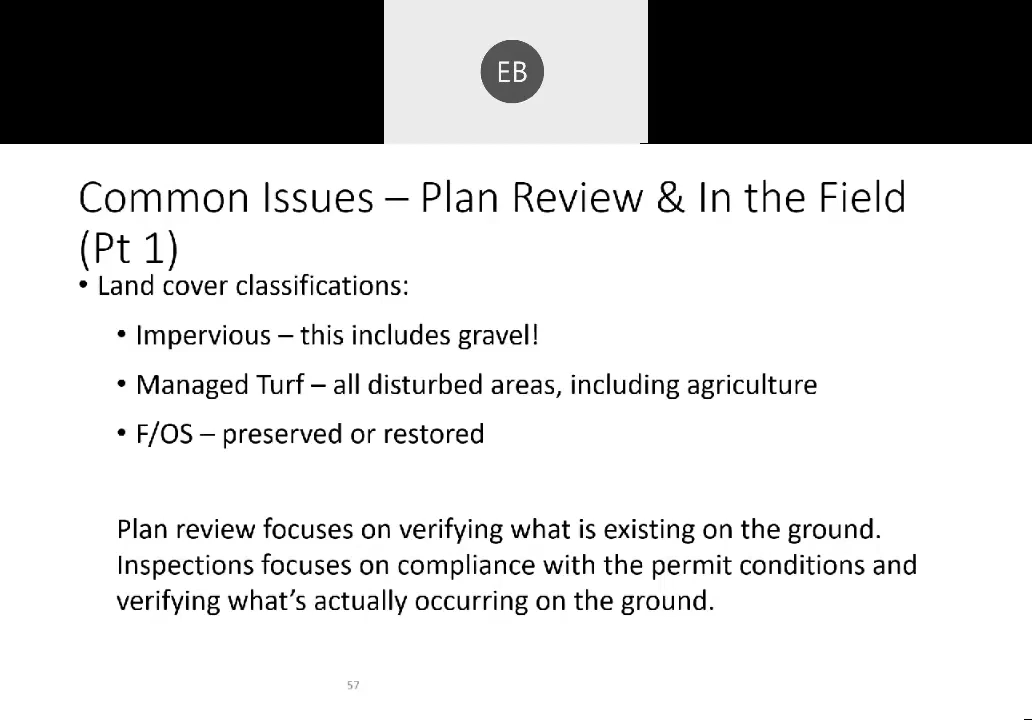 EB
Common Issues – Plan Review & In the Field
(Pt 1)
• Land cover classifications:
• Impervious – this includes gravel!
• Managed Turf – all disturbed areas, including agriculture
• F/OS – preserved or restored
Plan review focuses on verifying what is existing on the ground.
Inspections focuses on compliance with the permit conditions and
verifying what’s actually occurring on the ground.
57